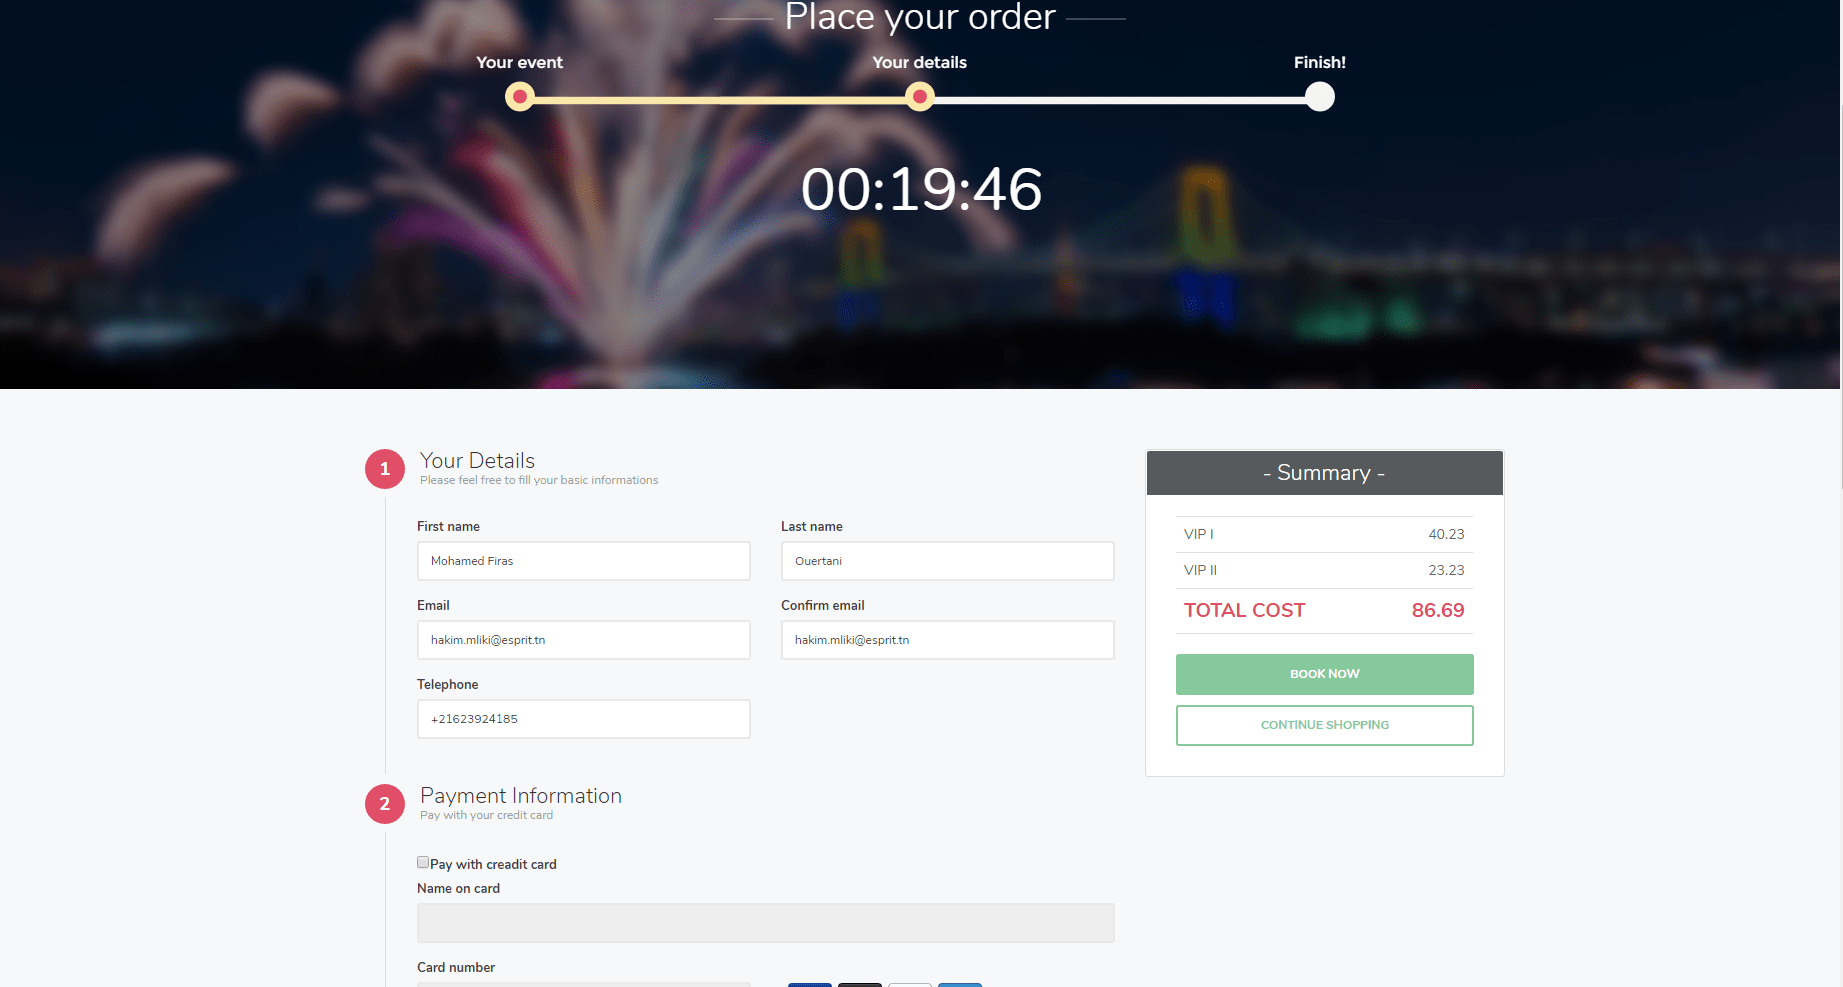 Place your order
Your event
Your details
Finish!
00:19:46
1
Your Details
Please feel free to fill your basic informations
First name
Last name
Mohamed Firas
Ouertani
Email
Confirm email
hakim.mliki@esprit.tn
hakim.mliki@esprit.tn
Telephone
+21623924185
2
Payment Information
Pay with your credit card
Pay with creadit card
Name on card
Card number
- Summary -
VIP I 40.23
VIP II 23.23
TOTAL COST 86.69
BOOK NOW
CONTINUE SHOPPING